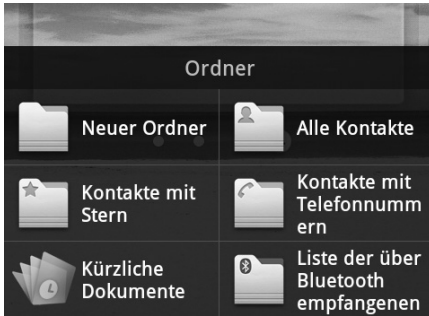 Ordner
Neuer Ordner
Alle Kontakte
Kontakte mit
Stern
Kontakte mit
Telefonnumm
ern
Kürzliche
Dokumente
Liste der über
Bluetooth
empfangenen